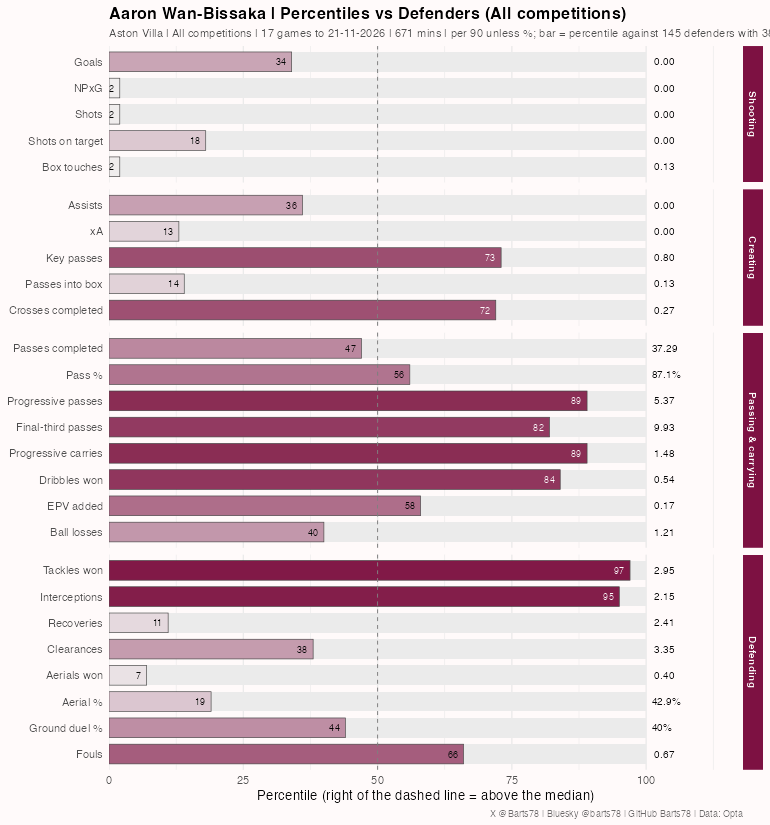 Aaron Wan-Bissaka | Percentiles vs Defenders (All competitions)
Aston Villa | All competitions | 17 games to 21-11-2026 | 671 mins | per 90 unless %; bar = percentile against 145 defenders with
Goals 34 0.00
NPxG 2 0.00
Shots 2 0.00
Shots on target 18 0.00
Box touches 2 0.13
Shooting
Assists 36 0.00
xA 13 0.00
Key passes 73 0.80
Passes into box 14 0.13
Crosses completed 72 0.27
Creating
Passes completed 47 37.29
Pass % 56 87.1%
Progressive passes 89 5.37
Final-third passes 82 9.93
Progressive carries 89 1.48
Dribbles won 84 0.54
EPV added 58 0.17
Ball losses 40 1.21
Passing & carrying
Tackles won 97 2.95
Interceptions 95 2.15
Recoveries 11 2.41
Clearances 38 3.35
Aerials won 7 0.40
Aerial % 19 42.9%
Ground duel % 44 40%
Fouls 66 0.67
Defending
0 25 50 75 100
Percentile (right of the dashed line = above the median)
X @Barts78 | Bluesky @barts78 | GitHub Barts78 | Data: Opta